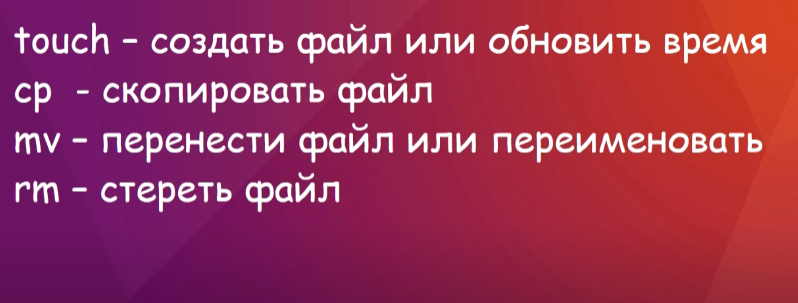 touch – создать файл или обновить время
cp - скопировать файл
mv – перенести файл или переименовать
rm – стереть файл